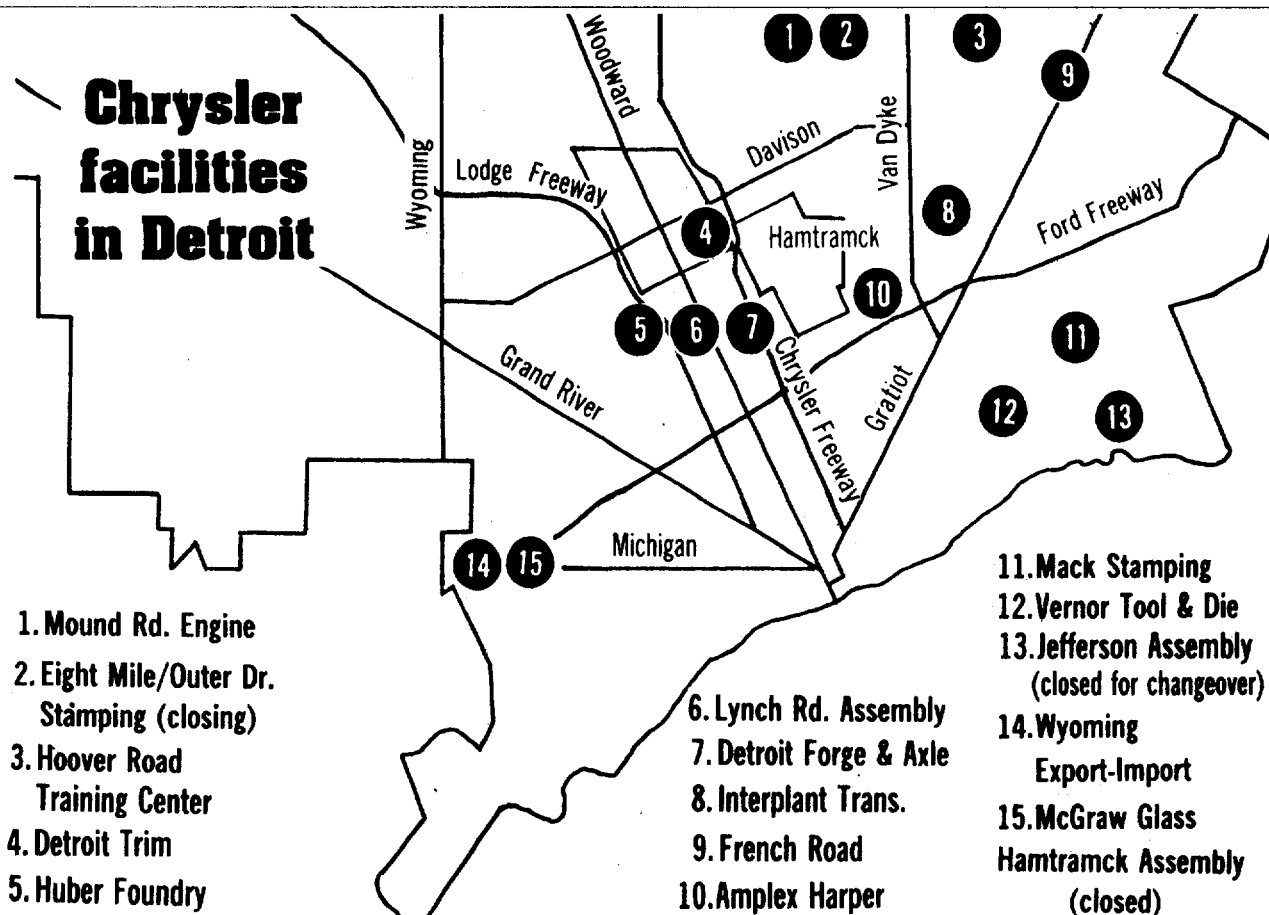 Chrysler
facilities
in Detroit
Wyoming
Lodge Freeway
Woodward
Davison
Van Dyke
Hamtramck
Ford Freeway
Grand River
Chrysler Freeway
Gratiot
Michigan
1
2
3
9
4
8
5
6
7
10
11
12
13
14
15
1. Mound Rd. Engine
2. Eight Mile/Outer Dr.
Stamping (closing)
3. Hoover Road
Training Center
4. Detroit Trim
5. Huber Foundry
6. Lynch Rd. Assembly
7. Detroit Forge & Axle
8. Interplant Trans.
9. French Road
10. Amplex Harper
11. Mack Stamping
12. Vernor Tool & Die
13. Jefferson Assembly
(closed for changeover)
14. Wyoming
Export-Import
15. McGraw Glass
Hamtramck Assembly
(closed)